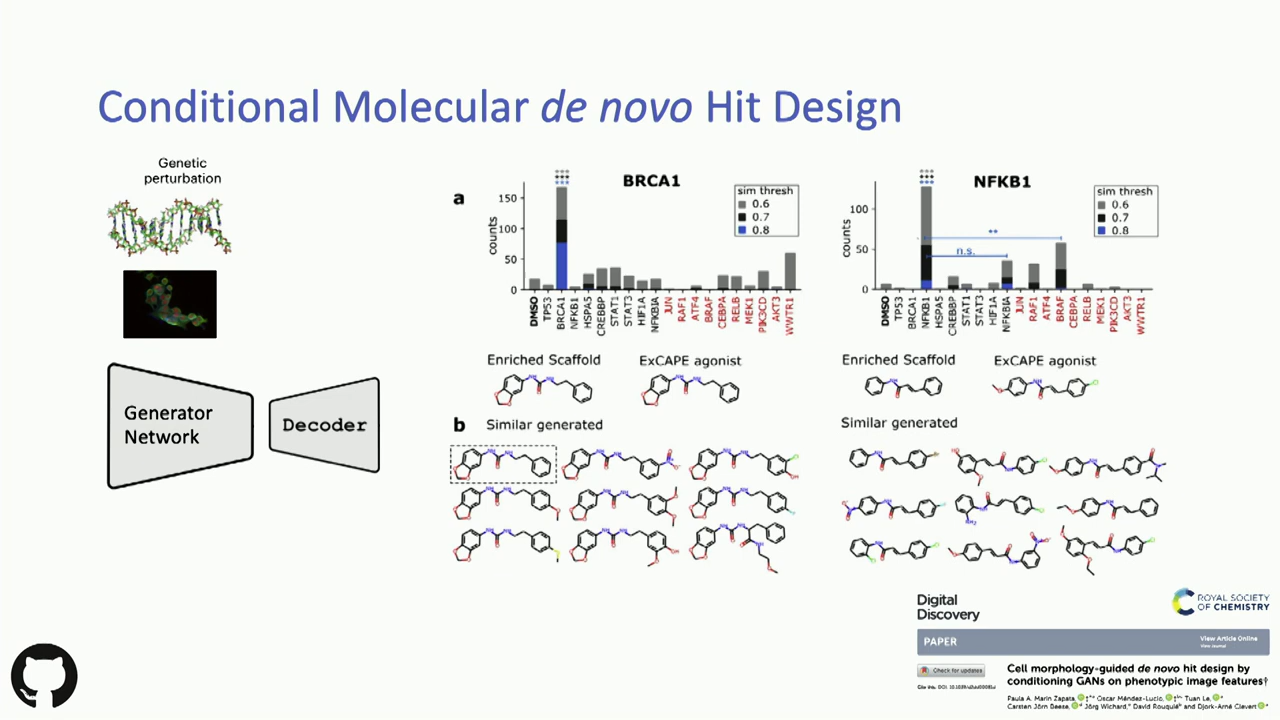 Conditional Molecular de novo Hit Design
Genetic
perturbation
Generator
Network
Decoder
a
BRCA1
sim thresh
0.6
0.7
0.8
counts
150
100
50
0
DMSO
TP53
BRCA1
NFKB1
HSPA5
CREBBP
STAT1
STAT3
HIF1A
NFKBIA
JUN
RAF1
ATF4
BRAF
CEBPA
RELB
MEK1
PIK3CD
AKT3
WWTR1
NFKB1
sim thresh
0.6
0.7
0.8
counts
100
50
0
**
n.s.
DMSO
TP53
BRCA1
NFKB1
HSPA5
CREBBP
STAT1
STAT3
HIF1A
NFKBIA
JUN
RAF1
ATF4
BRAF
CEBPA
RELB
MEK1
PIK3CD
AKT3
WWTR1
Enriched Scaffold
ExCAPE agonist
Enriched Scaffold
ExCAPE agonist
b
Similar generated
Similar generated
Digital
Discovery
ROYAL SOCIETY
OF CHEMISTRY
PAPER
View Article Online
View Journal
Check for updates
Cell morphology-guided de novo hit design by
conditioning GANs on phenotypic image features†
Paula A. Marin Zapata, Oscar Méndez-Lucio, Tuan Le,
Carsten Jörn Beese, Jörg Wichard, David Rouquié and Djork-Arné Clevert